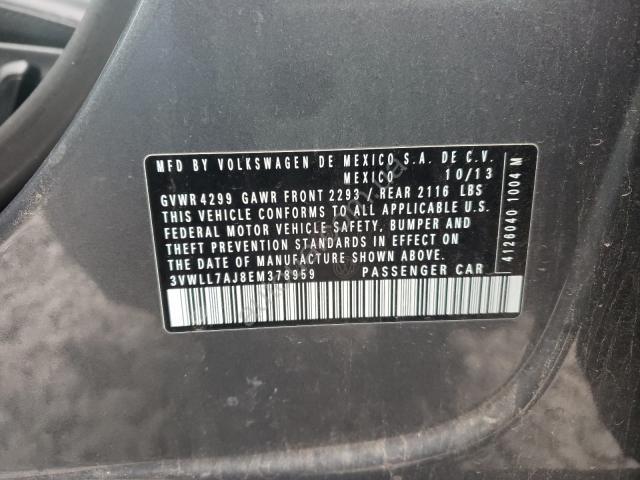 MFD BY VOLKSWAGEN DE MEXICO S.A. DE C.V.
MEXICO 10/13
GVWR 4299 GAWR FRONT 2293 / REAR 2116 LBS
THIS VEHICLE CONFORMS TO ALL APPLICABLE U.S.
FEDERAL MOTOR VEHICLE SAFETY, BUMPER AND
THEFT PREVENTION STANDARDS IN EFFECT ON
THE DATE OF MANUFACTURE SHOWN ABOVE.
3VWLL7AJ8EM378959 PASSENGER CAR
4126040 1004 M